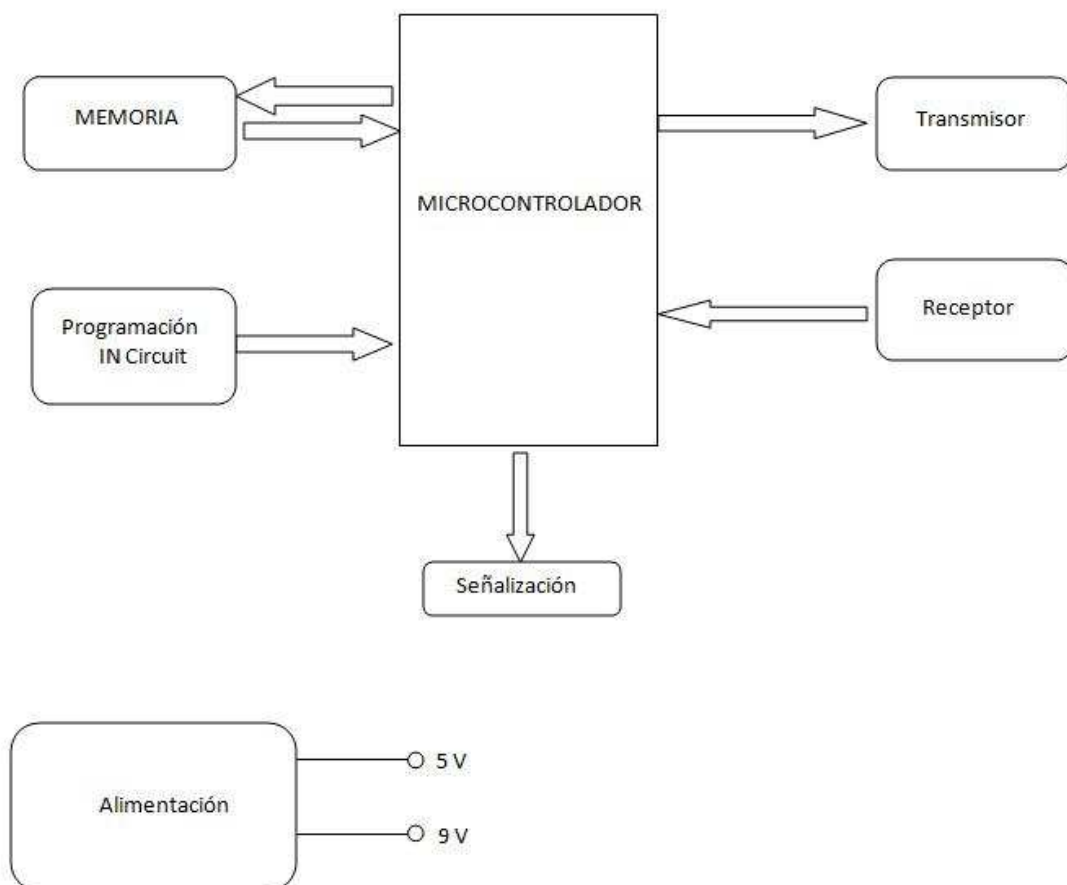 MEMORIA
MICROCONTROLADOR
Transmisor
Programación
IN Circuit
Receptor
Señalización
Alimentación
5 V
9 V